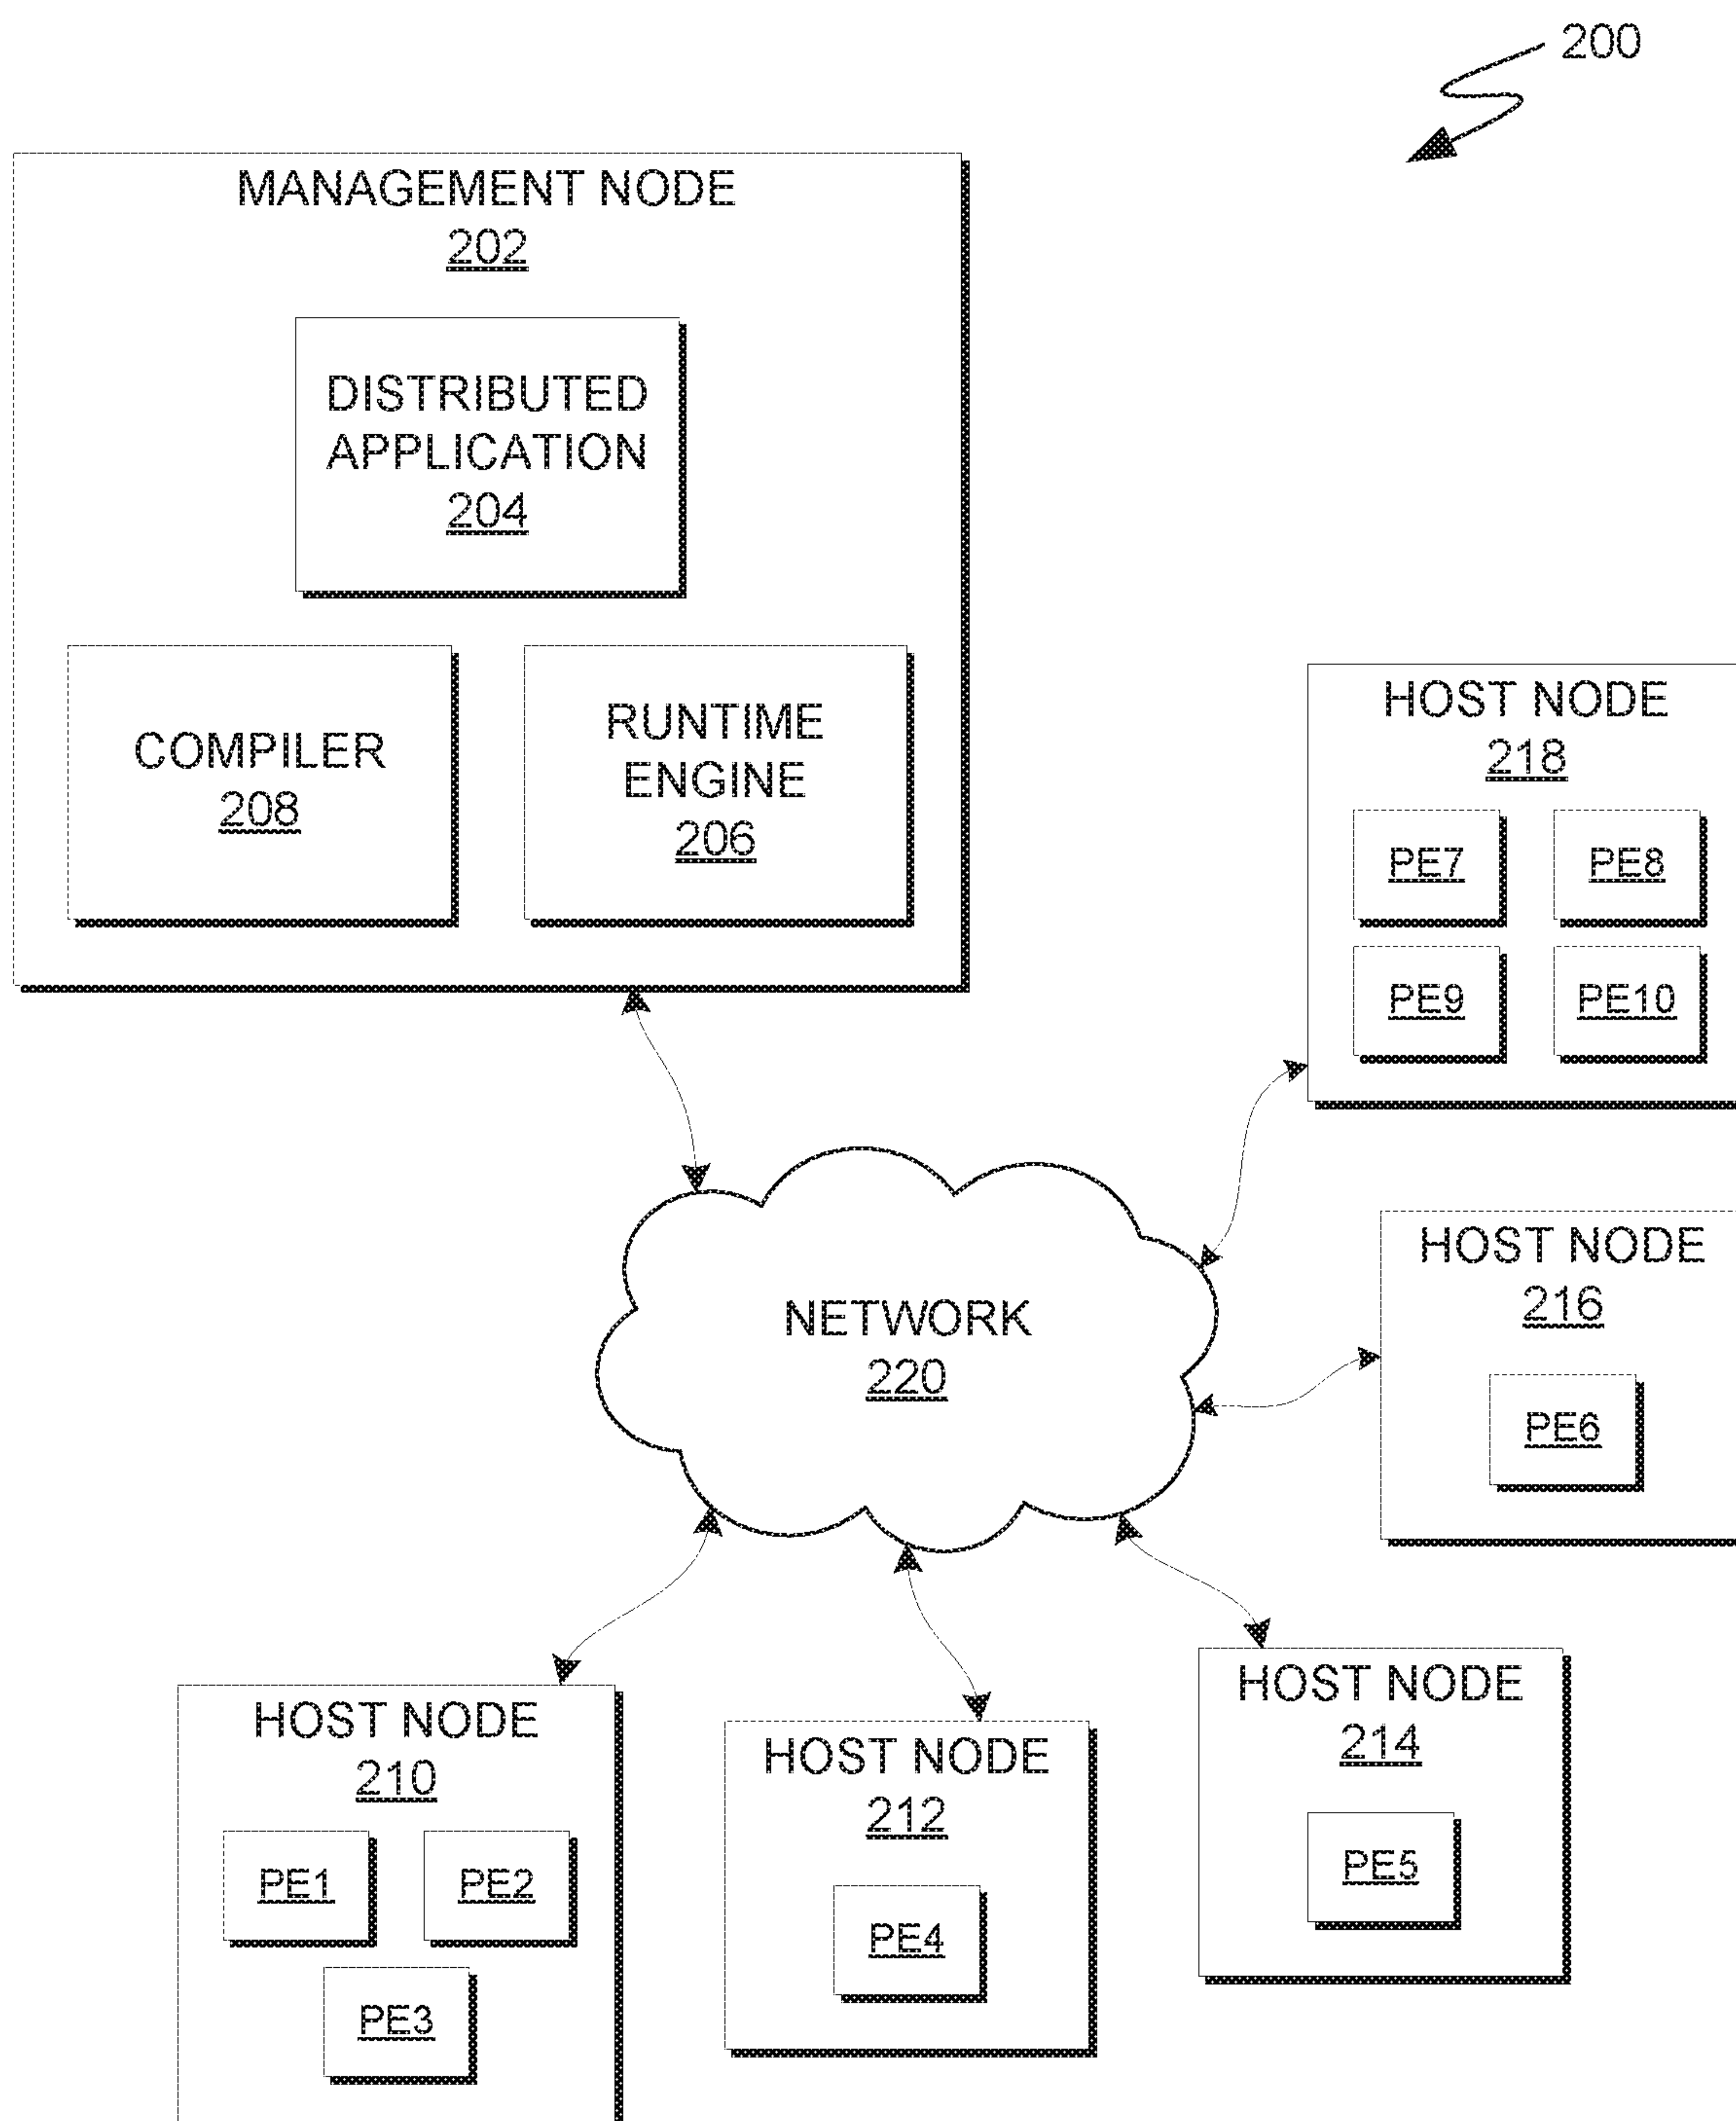 200
MANAGEMENT NODE
202
DISTRIBUTED
APPLICATION
204
COMPILER
208
RUNTIME
ENGINE
206
HOST NODE
218
PE7
PE8
PE9
PE10
NETWORK
220
HOST NODE
216
PE6
HOST NODE
210
PE1
PE2
PE3
HOST NODE
212
PE4
HOST NODE
214
PE5